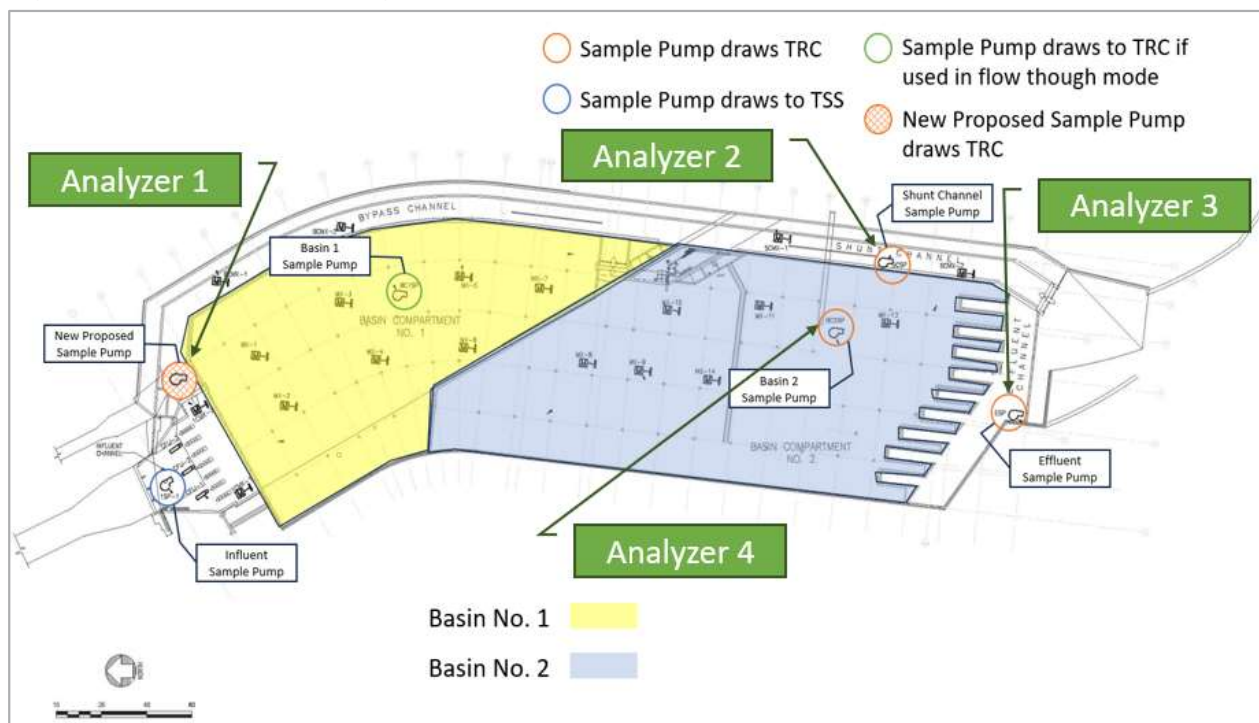 Sample Pump draws TRC
Sample Pump draws to TSS
Sample Pump draws to TRC if
used in flow though mode
New Proposed Sample Pump
draws TRC
Analyzer 1
Analyzer 2
Analyzer 3
Shunt Channel
Sample Pump
BYPASS CHANNEL
Basin 1
Sample Pump
SHUNT CHANNEL
BASIN COMPARTMENT
NO. 1
New Proposed
Sample Pump
INFLUENT
CHANNEL
Basin 2
Sample Pump
BASIN COMPARTMENT
NO. 2
CHANNEL
Effluent
Sample Pump
Influent
Sample Pump
Analyzer 4
Basin No. 1
Basin No. 2